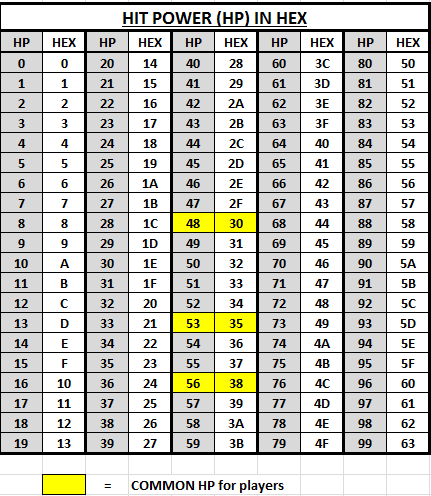 HIT POWER (HP) IN HEX
HP HEX HP HEX HP HEX HP HEX HP HEX
0 0 20 14 40 28 60 3C 80 50
1 1 21 15 41 29 61 3D 81 51
2 2 22 16 42 2A 62 3E 82 52
3 3 23 17 43 2B 63 3F 83 53
4 4 24 18 44 2C 64 40 84 54
5 5 25 19 45 2D 65 41 85 55
6 6 26 1A 46 2E 66 42 86 56
7 7 27 1B 47 2F 67 43 87 57
8 8 28 1C 48 30 68 44 88 58
9 9 29 1D 49 31 69 45 89 59
10 A 30 1E 50 32 70 46 90 5A
11 B 31 1F 51 33 71 47 91 5B
12 C 32 20 52 34 72 48 92 5C
13 D 33 21 53 35 73 49 93 5D
14 E 34 22 54 36 74 4A 94 5E
15 F 35 23 55 37 75 4B 95 5F
16 10 36 24 56 38 76 4C 96 60
17 11 37 25 57 39 77 4D 97 61
18 12 38 26 58 3A 78 4E 98 62
19 13 39 27 59 3B 79 4F 99 63
= COMMON HP for players